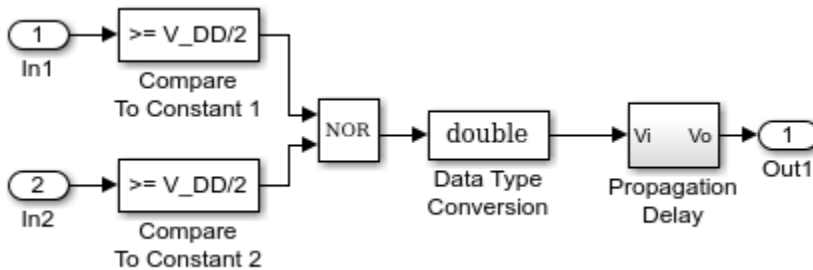 1
In1
>= V_DD/2
Compare
To Constant 1
2
In2
>= V_DD/2
Compare
To Constant 2
NOR
double
Data Type
Conversion
Vi Vo
Propagation
Delay
1
Out1